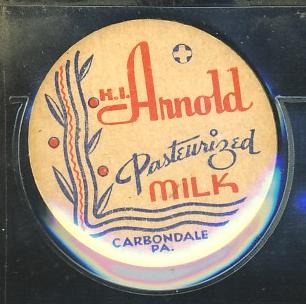 H.I. Arnold
Pasteurized
MILK
CARBONDALE
PA.